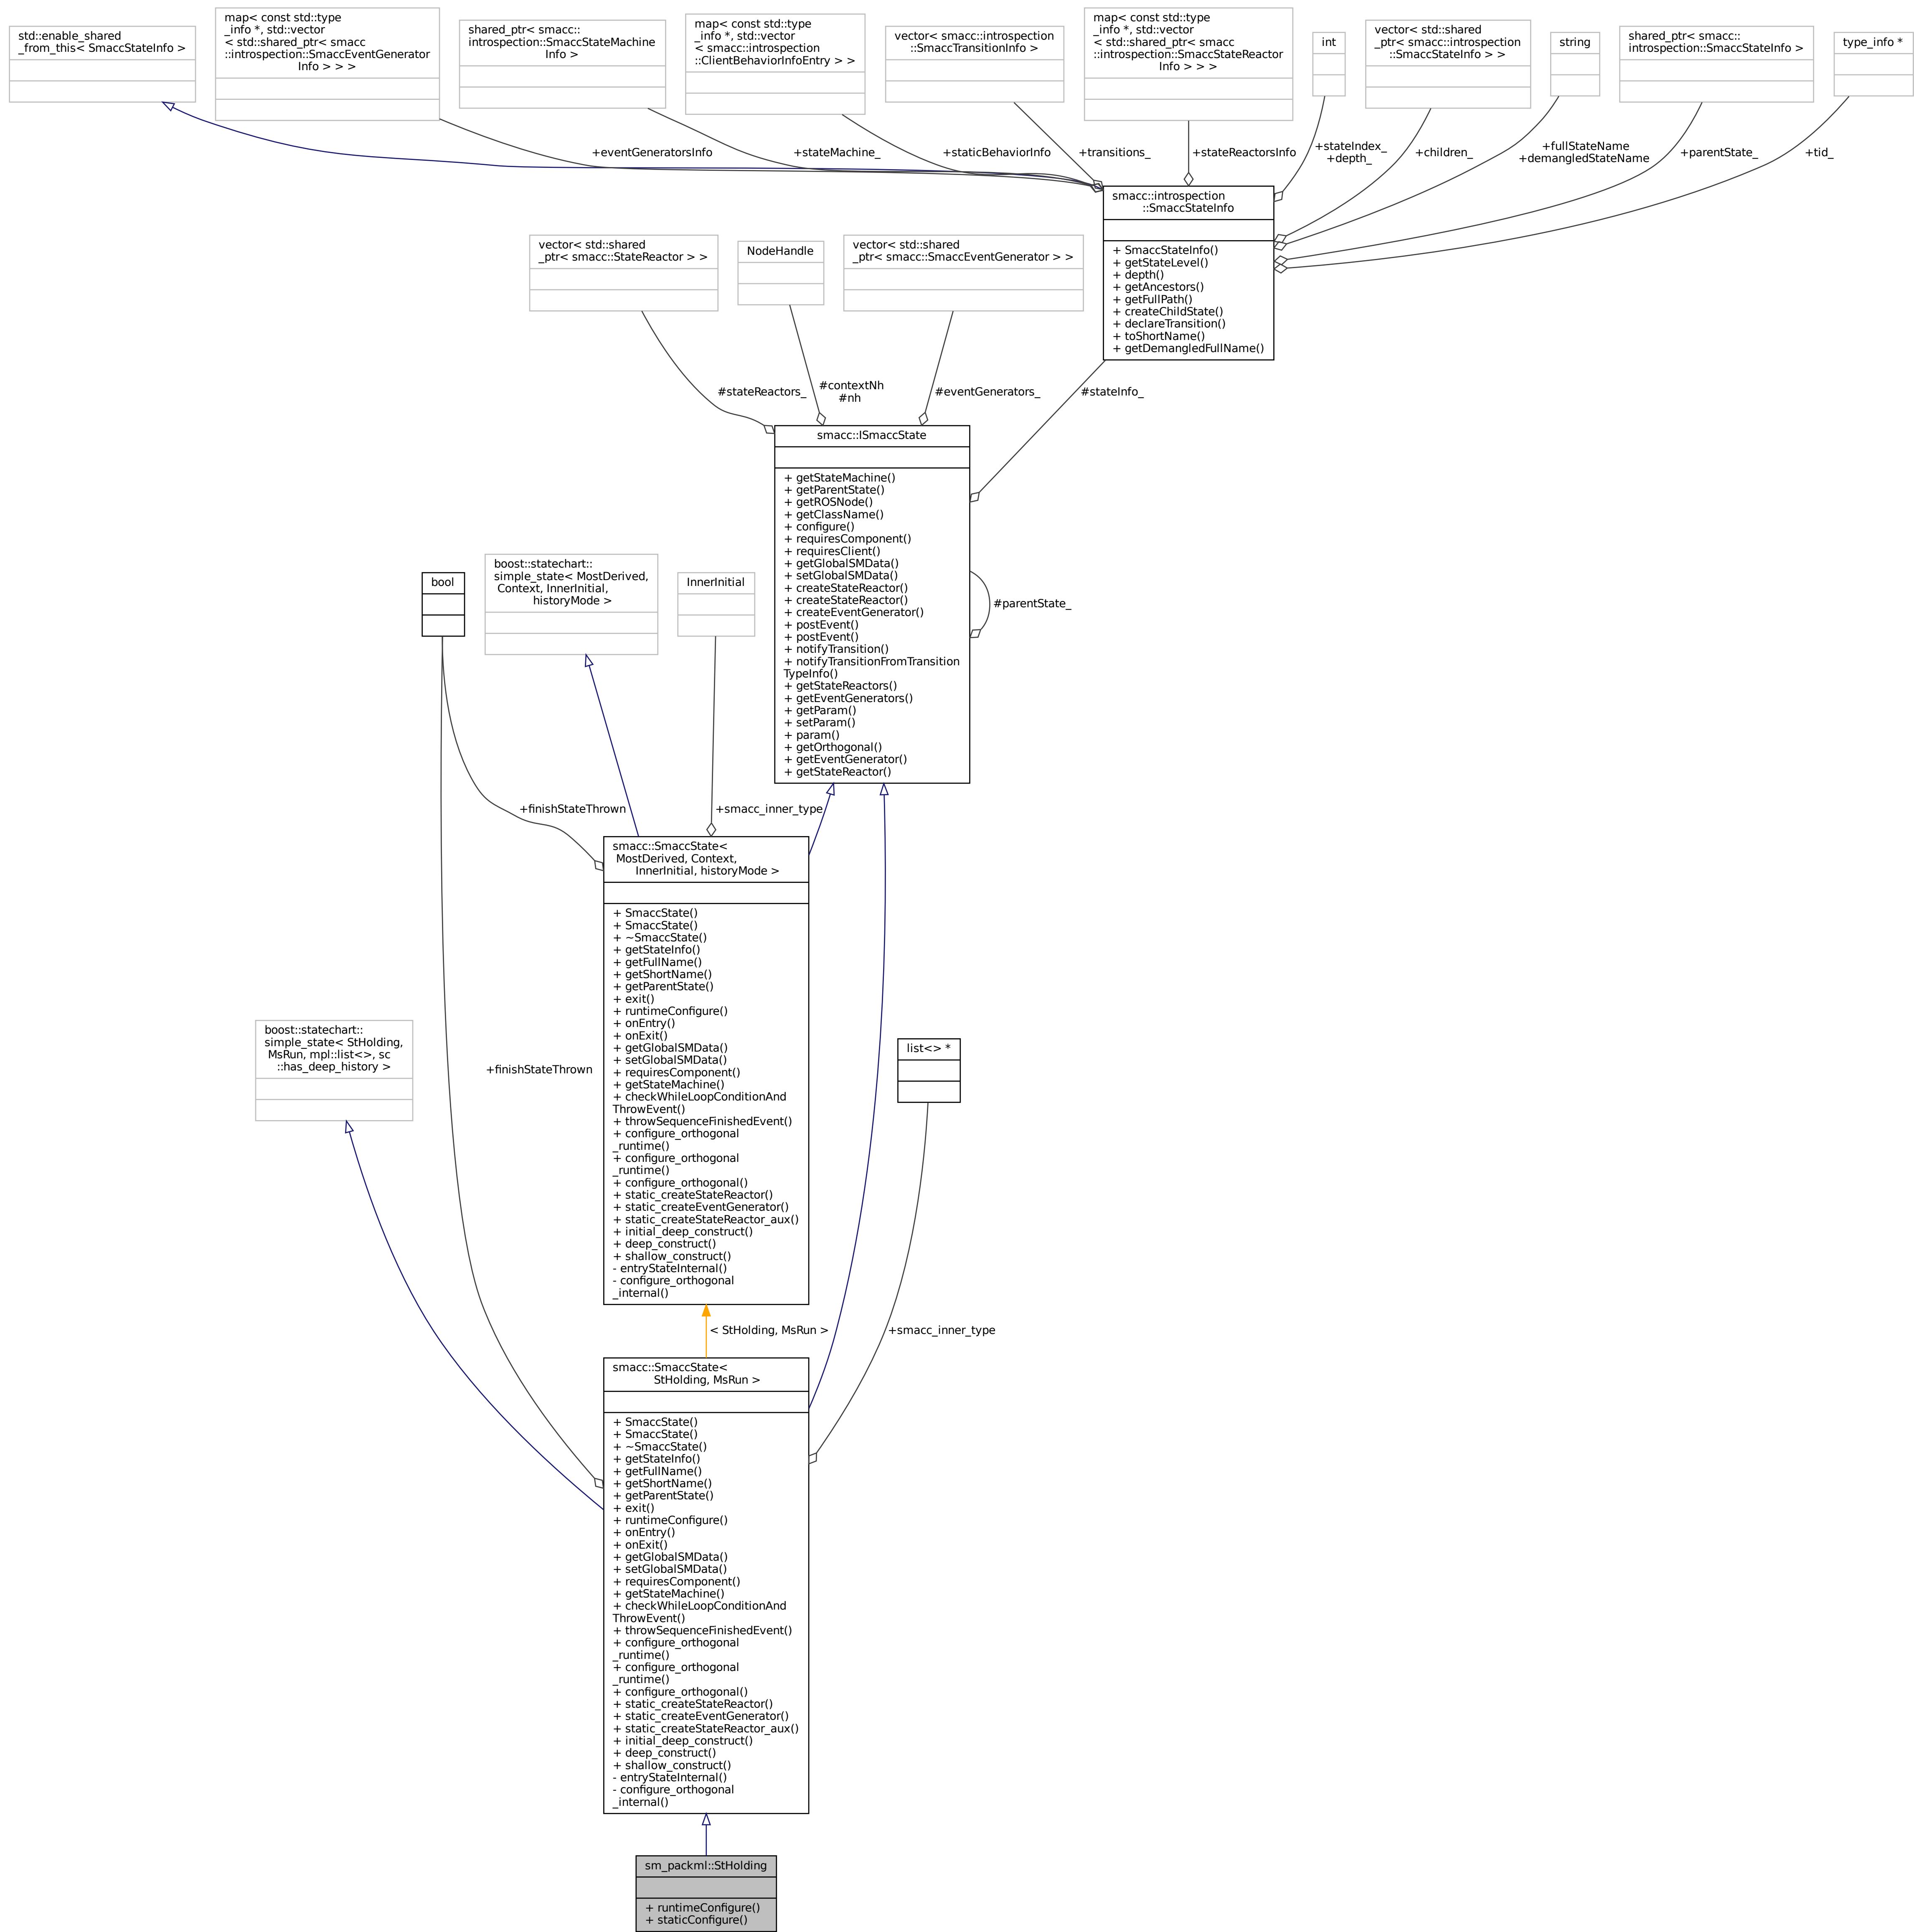 std::enable_shared
_from_this< SmaccStateInfo >
map< const std::type
_info *, std::vector
< std::shared_ptr< smacc
::introspection::SmaccEventGenerator
Info > > >
shared_ptr< smacc::
introspection::SmaccStateMachine
Info >
map< const std::type
_info *, std::vector
< smacc::introspection
::ClientBehaviorInfoEntry > >
vector< smacc::introspection
::SmaccTransitionInfo >
map< const std::type
_info *, std::vector
< std::shared_ptr< smacc
::introspection::SmaccStateReactor
Info > > >
int
vector< std::shared
_ptr< smacc::introspection
::SmaccStateInfo > >
string
shared_ptr< smacc::
introspection::SmaccStateInfo >
type_info *
+eventGeneratorsInfo
+stateMachine_
+staticBehaviorInfo
+transitions_
+stateReactorsInfo
+stateIndex_
+depth_
+children_
+fullStateName
+demangledStateName
+parentState_
+tid_
smacc::introspection
::SmaccStateInfo
+ SmaccStateInfo()
+ getStateLevel()
+ depth()
+ getAncestors()
+ getFullPath()
+ createChildState()
+ declareTransition()
+ toShortName()
+ getDemangledFullName()
vector< std::shared
_ptr< smacc::StateReactor > >
NodeHandle
vector< std::shared
_ptr< smacc::SmaccEventGenerator > >
#stateReactors_
#contextNh
#nh
#eventGenerators_
#stateInfo_
smacc::ISmaccState
+ getStateMachine()
+ getParentState()
+ getROSNode()
+ getClassName()
+ configure()
+ requiresComponent()
+ requiresClient()
+ getGlobalSMData()
+ setGlobalSMData()
+ createStateReactor()
+ createStateReactor()
+ createEventGenerator()
+ postEvent()
+ postEvent()
+ notifyTransition()
+ notifyTransitionFromTransition
TypeInfo()
+ getStateReactors()
+ getEventGenerators()
+ getParam()
+ setParam()
+ param()
+ getOrthogonal()
+ getEventGenerator()
+ getStateReactor()
#parentState_
bool
boost::statechart::
simple_state< MostDerived,
Context, InnerInitial,
historyMode >
InnerInitial
+finishStateThrown
+smacc_inner_type
smacc::SmaccState<
MostDerived, Context,
InnerInitial, historyMode >
+ SmaccState()
+ SmaccState()
+ ~SmaccState()
+ getStateInfo()
+ getFullName()
+ getShortName()
+ getParentState()
+ exit()
+ runtimeConfigure()
+ onEntry()
+ onExit()
+ getGlobalSMData()
+ setGlobalSMData()
+ requiresComponent()
+ getStateMachine()
+ checkWhileLoopConditionAnd
ThrowEvent()
+ throwSequenceFinishedEvent()
+ configure_orthogonal
_runtime()
+ configure_orthogonal
_runtime()
+ configure_orthogonal()
+ static_createStateReactor()
+ static_createEventGenerator()
+ static_createStateReactor_aux()
+ initial_deep_construct()
+ deep_construct()
+ shallow_construct()
- entryStateInternal()
- configure_orthogonal
_internal()
boost::statechart::
simple_state< StHolding,
MsRun, mpl::list<>, sc
::has_deep_history >
+finishStateThrown
list<> *
< StHolding, MsRun >
+smacc_inner_type
smacc::SmaccState<
StHolding, MsRun >
+ SmaccState()
+ SmaccState()
+ ~SmaccState()
+ getStateInfo()
+ getFullName()
+ getShortName()
+ getParentState()
+ exit()
+ runtimeConfigure()
+ onEntry()
+ onExit()
+ getGlobalSMData()
+ setGlobalSMData()
+ requiresComponent()
+ getStateMachine()
+ checkWhileLoopConditionAnd
ThrowEvent()
+ throwSequenceFinishedEvent()
+ configure_orthogonal
_runtime()
+ configure_orthogonal
_runtime()
+ configure_orthogonal()
+ static_createStateReactor()
+ static_createEventGenerator()
+ static_createStateReactor_aux()
+ initial_deep_construct()
+ deep_construct()
+ shallow_construct()
- entryStateInternal()
- configure_orthogonal
_internal()
sm_packml::StHolding
+ runtimeConfigure()
+ staticConfigure()